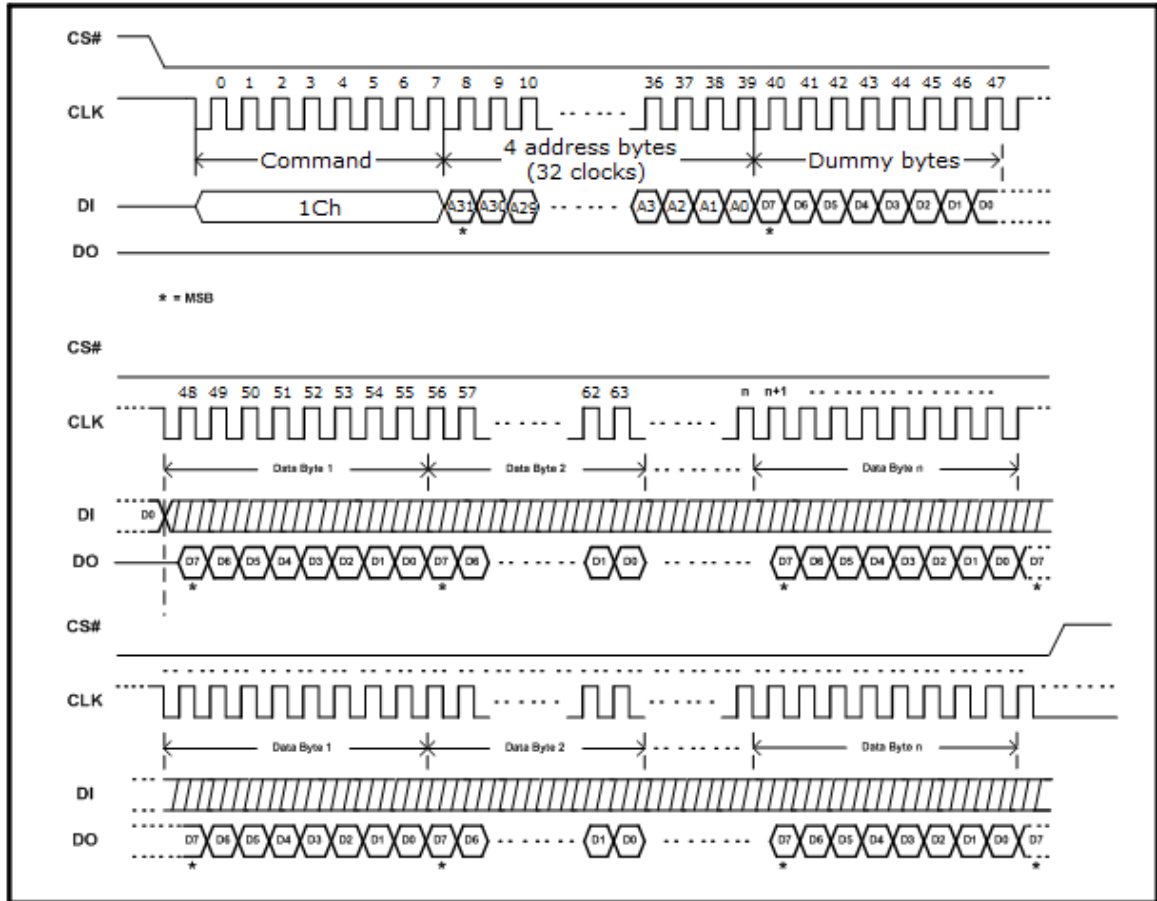 CS#
0 1 2 3 4 5 6 7 8 9 10 36 37 38 39 40 41 42 43 44 45 46 47
CLK
Command 4 address bytes Dummy bytes
(32 clocks)
DI 1Ch A31 A30 A29 A3 A2 A1 A0 D7 D6 D5 D4 D3 D2 D1 D0
* *
DO
* = MSB
CS#
48 49 50 51 52 53 54 55 56 57 62 63 n n+1
CLK
Data Byte 1 Data Byte 2 Data Byte n
DI D0
DO D7 D6 D5 D4 D3 D2 D1 D0 D7 D6 D1 D0 D7 D6 D5 D4 D3 D2 D1 D0 D7
* * * *
CS#
CLK
Data Byte 1 Data Byte 2 Data Byte n
DI
DO D7 D6 D5 D4 D3 D2 D1 D0 D7 D6 D1 D0 D7 D6 D5 D4 D3 D2 D1 D0 D7
* * * *